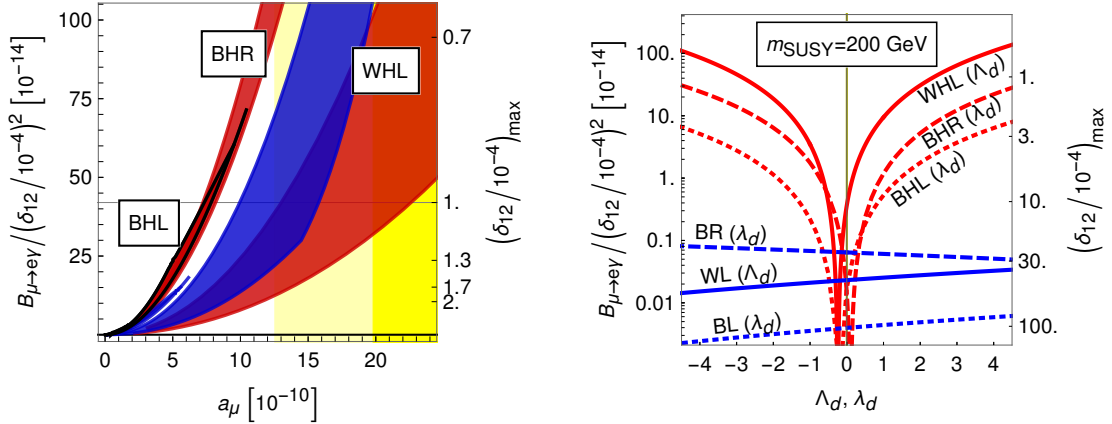 100
75
50
25
0
5
10
15
20
B_{μ→eγ}/(δ_{12}/10^{-4})^2 [10^{-14}]
a_μ [10^{-10}]
BHR
WHL
BHL
0.7
1.
1.3
1.7
2.
(δ_{12}/10^{-4})_{max}
100.
10.
1.
0.1
0.01
B_{μ→eγ}/(δ_{12}/10^{-4})^2 [10^{-14}]
m_{SUSY}=200 GeV
WHL (Λ_d)
BHR (λ_d)
BHL (λ_d)
BR (λ_d)
WL (Λ_d)
BL (λ_d)
-4 -3 -2 -1 0 1 2 3 4
Λ_d, λ_d
1.
3.
10.
30.
100.
(δ_{12}/10^{-4})_{max}